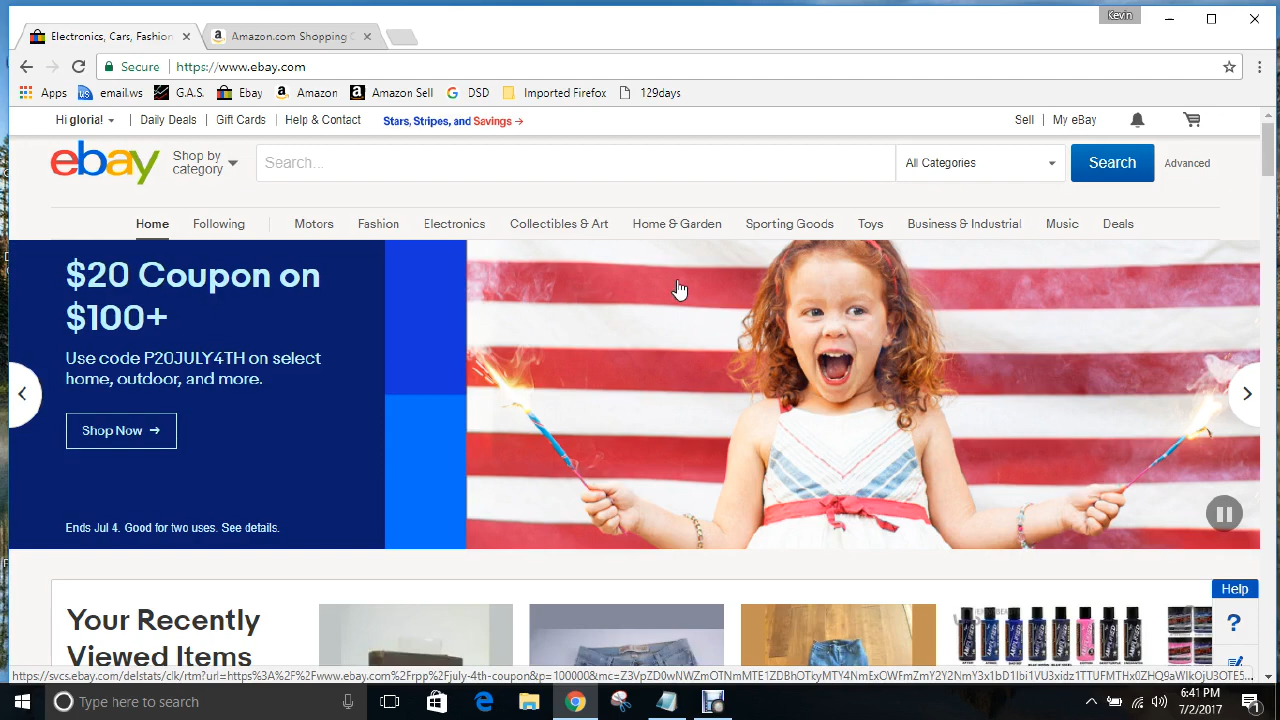 Kevin
Electronics, Cars, Fashion
Amazon.com Shopping C
Secure https://www.ebay.com
Apps email.ws G.A.S. Ebay Amazon Amazon Sell DSD Imported Firefox 129days
Hi gloria! Daily Deals Gift Cards Help & Contact Stars, Stripes, and Savings → Sell My eBay
ebay Shop by category Search... All Categories Search Advanced
Home Following Motors Fashion Electronics Collectibles & Art Home & Garden Sporting Goods Toys Business & Industrial Music Deals
$20 Coupon on
$100+
Use code P20JULY4TH on select
home, outdoor, and more.
Shop Now →
Ends Jul 4. Good for two uses. See details.
Help
?
Your Recently
Viewed Items
Type here to search
6:41 PM
7/2/2017